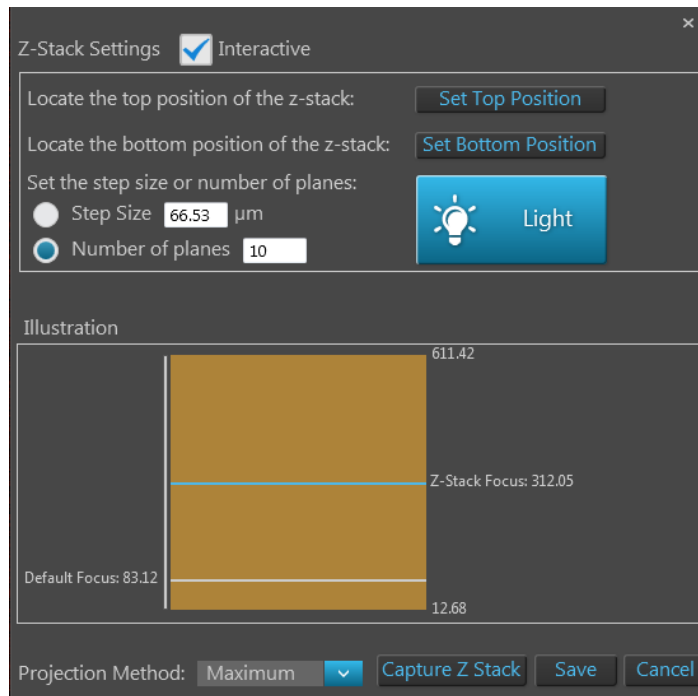 ×
Z-Stack Settings Interactive
Locate the top position of the z-stack: Set Top Position
Locate the bottom position of the z-stack: Set Bottom Position
Set the step size or number of planes:
Step Size 66.53 µm
Light
Number of planes 10
Illustration
611.42
Z-Stack Focus: 312.05
Default Focus: 83.12
12.68
Projection Method: Maximum Capture Z Stack Save Cancel